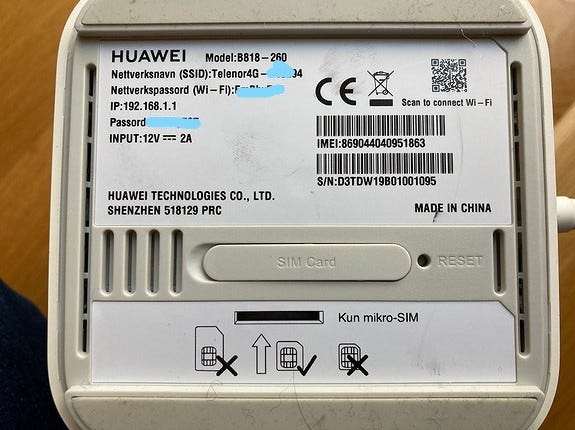 HUAWEI Model:B818-260
Nettverksnavn (SSID):Telenor4G- 94
Nettverkspassord (Wi-Fi):
IP:192.168.1.1
Passord
INPUT:12V⎓ 2A
CE
Scan to connect Wi-Fi
IMEI:869044040951863
S/N:D3TDW19B01001095
HUAWEI TECHNOLOGIES CO., LTD.
SHENZHEN 518129 PRC
MADE IN CHINA
SIM Card
RESET
Kun mikro-SIM